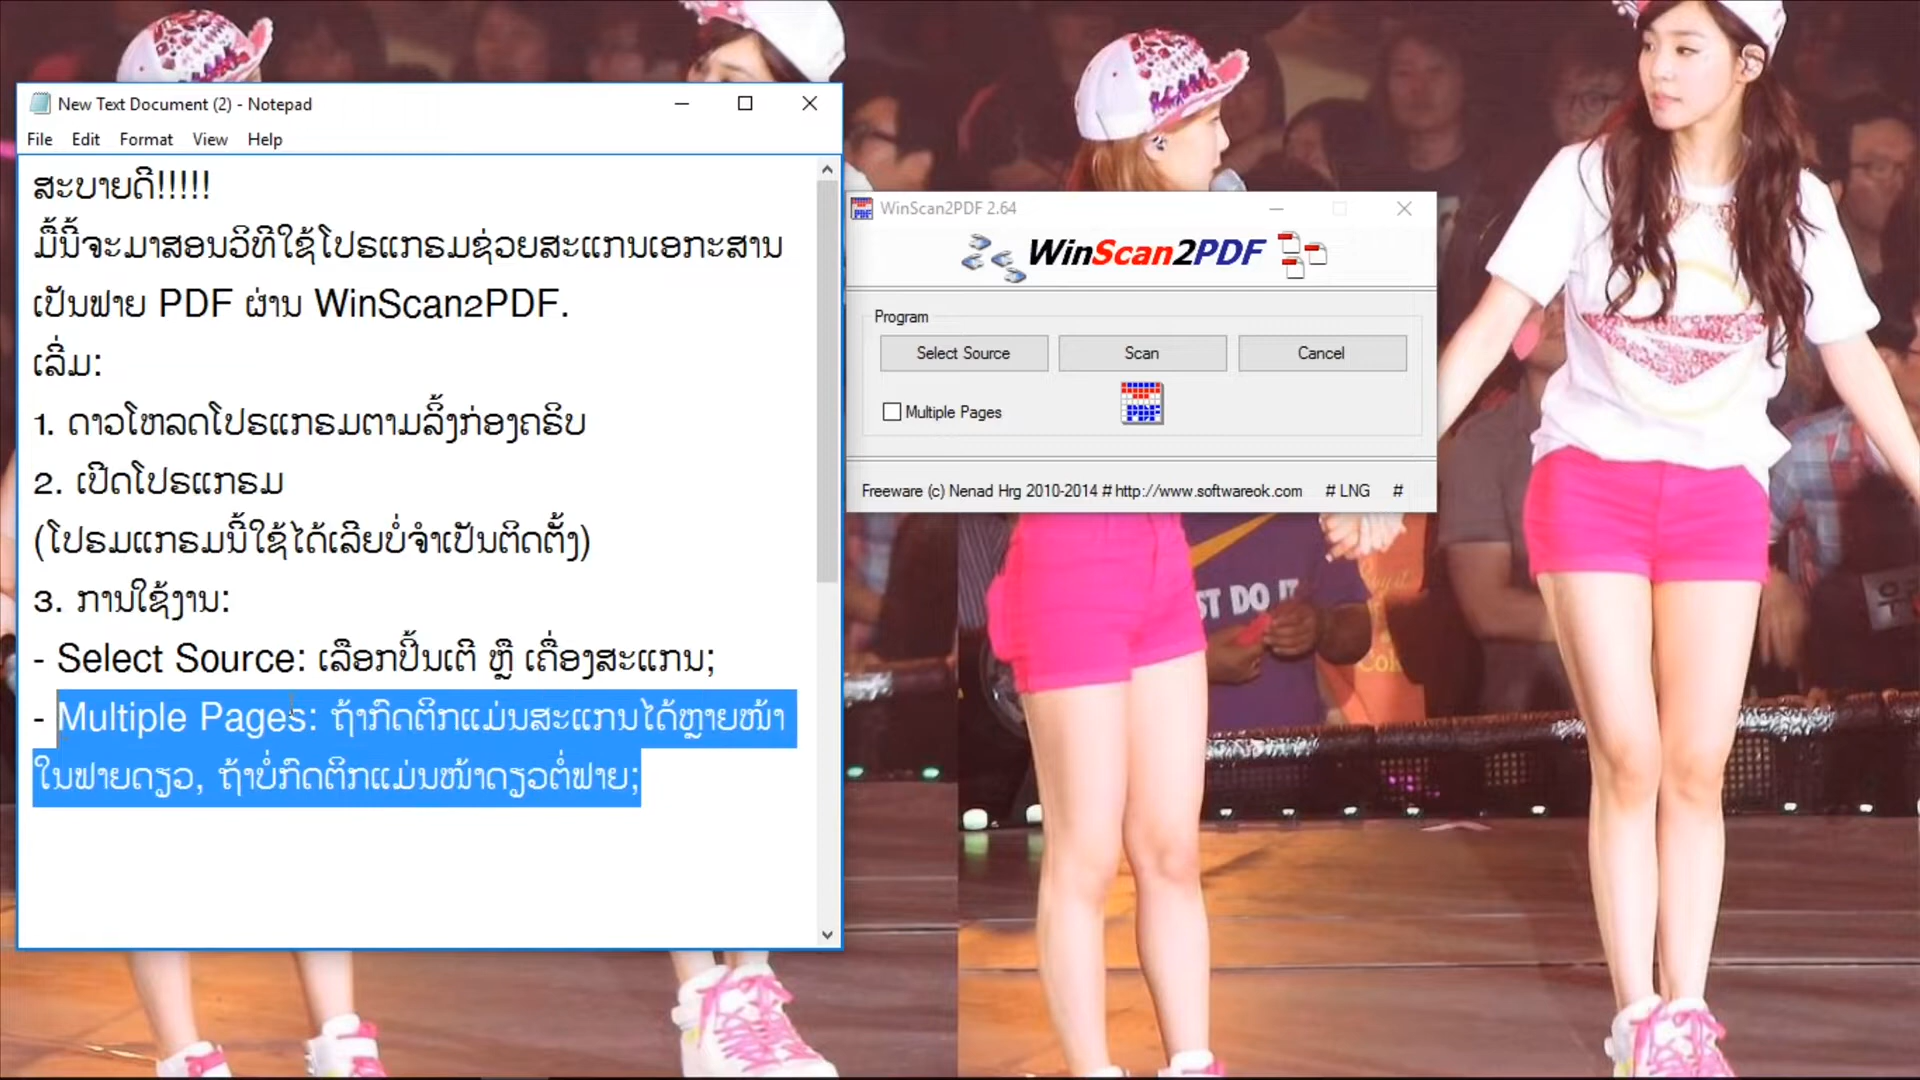 New Text Document (2) - Notepad
File Edit Format View Help
ສະບາຍດີ!!!!!
ມື້ນີ້ຈະມາສອນວິທີໃຊ້ໂປຣແກຣມຊ່ວຍສະແກນເອກະສານ
ເປັນຟາຍ PDF ຜ່ານ WinScan2PDF.
ເລີ່ມ:
1. ດາວໂຫລດໂປຣແກຣມຕາມລິ້ງກ່ອງຄຣິບ
2. ເປີດໂປຣແກຣມ
(ໂປຣມແກຣມນີ້ໃຊ້ໄດ້ເລີຍບໍ່ຈຳເປັນຕິດຕັ້ງ)
3. ການໃຊ້ງານ:
- Select Source: ເລືອກປິ້ນເຕີ ຫຼື ເຄື່ອງສະແກນ;
- Multiple Pages: ຖ້າກົດຕິກແມ່ນສະແກນໄດ້ຫຼາຍໜ້າ
ໃນຟາຍດຽວ, ຖ້າບໍ່ກົດຕິກແມ່ນໜ້າດຽວຕໍ່ຟາຍ;
WinScan2PDF 2.64
WinScan2PDF
Program
Select Source Scan Cancel
Multiple Pages
PDF
Freeware (c) Nenad Hrg 2010-2014 # http://www.softwareok.com # LNG #
ST DO IT